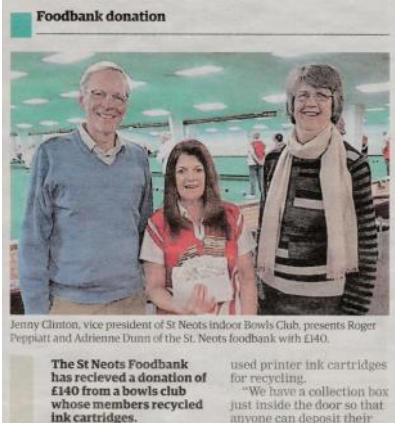 Foodbank donation
Jenny Clinton, vice president of St Neots indoor Bowls Club, presents Roger
Peppiatt and Adrienne Dunn of the St. Neots foodbank with £140.
The St Neots Foodbank
has recieved a donation of
£140 from a bowls club
whose members recycled
ink cartridges.
used printer ink cartridges
for recycling.
"We have a collection box
just inside the door so that
anyone can deposit their